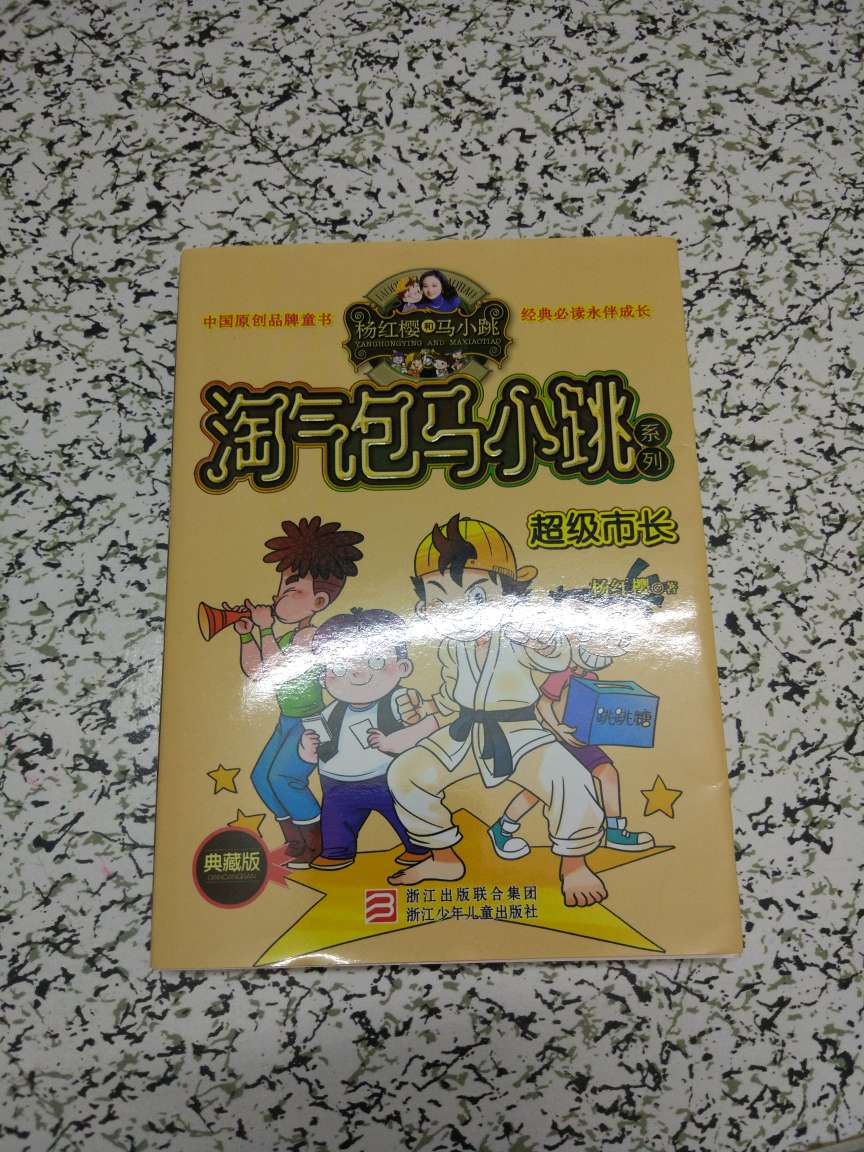 中国原创品牌童书
杨红樱和马小跳
YANGHONGYING AND MAXIAOTIAO
经典必读永伴成长
淘气包马小跳
系列
超级市长
杨红樱◎著
跳跳糖
典藏版
DIANCANGBAN
浙江出版联合集团
浙江少年儿童出版社